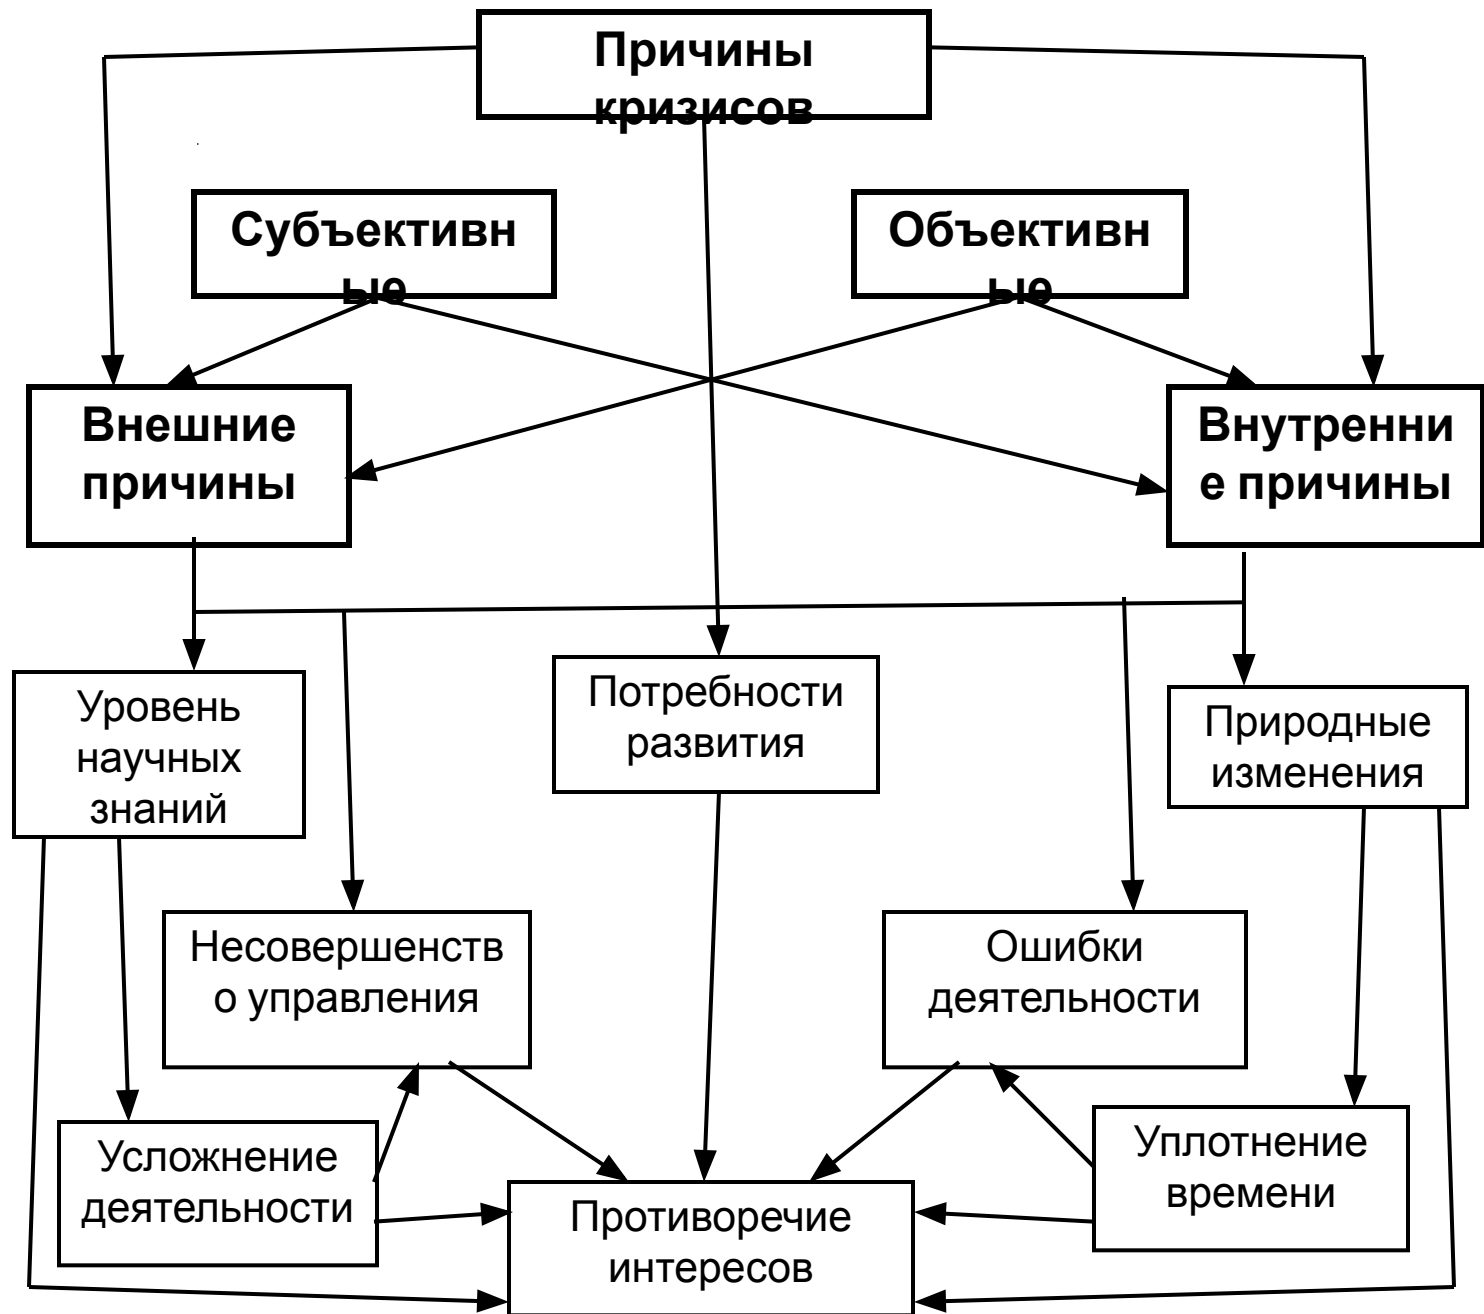 Причины
кризисов
Субъективн
ые
Объективн
ые
Внешние
причины
Внутренни
е причины
Уровень
научных
знаний
Потребности
развития
Природные
изменения
Несовершенств
о управления
Ошибки
деятельности
Усложнение
деятельности
Уплотнение
времени
Противоречие
интересов